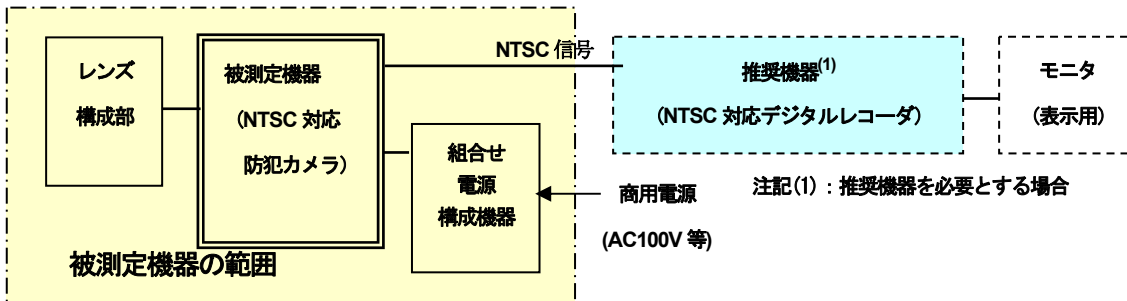 レンズ
構成部
被測定機器
(NTSC 対応
防犯カメラ)
組合せ
電源
構成機器
被測定機器の範囲
NTSC 信号
商用電源
(AC100V 等)
推奨機器(1)
(NTSC 対応デジタルレコーダ)
モニタ
(表示用)
注記(1)：推奨機器を必要とする場合